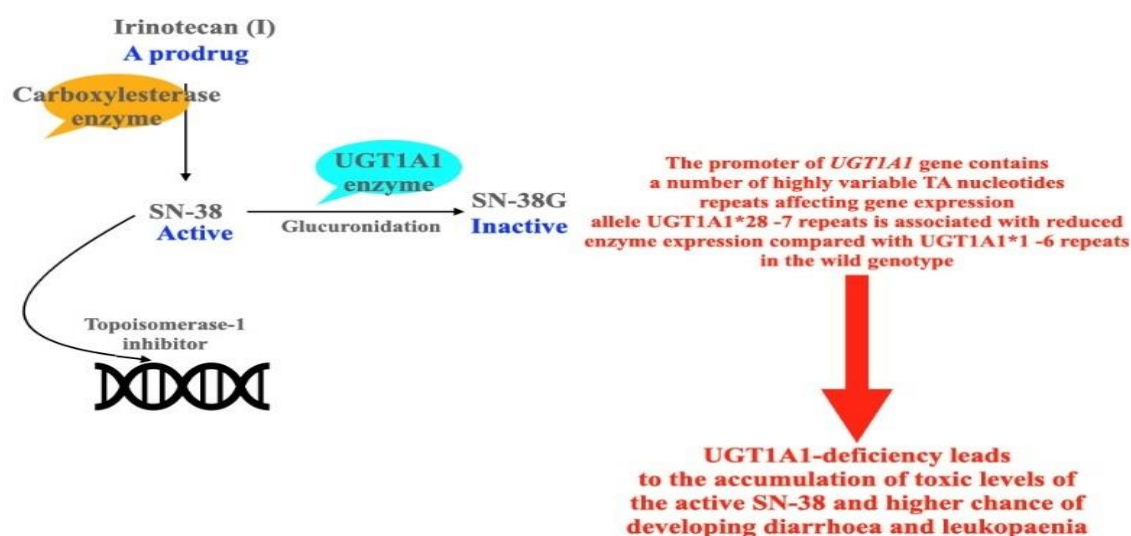 Irinotecan (I)
A prodrug
Carboxylesterase
enzyme
UGT1A1
enzyme
SN-38
Active
Glucuronidation
SN-38G
Inactive
Topoisomerase-1
inhibitor
The promoter of UGT1A1 gene contains
a number of highly variable TA nucleotides
repeats affecting gene expression
allele UGT1A1*28 -7 repeats is associated with reduced
enzyme expression compared with UGT1A1*1 -6 repeats
in the wild genotype
UGT1A1-deficiency leads
to the accumulation of toxic levels of
the active SN-38 and higher chance of
developing diarrhoea and leukopaenia